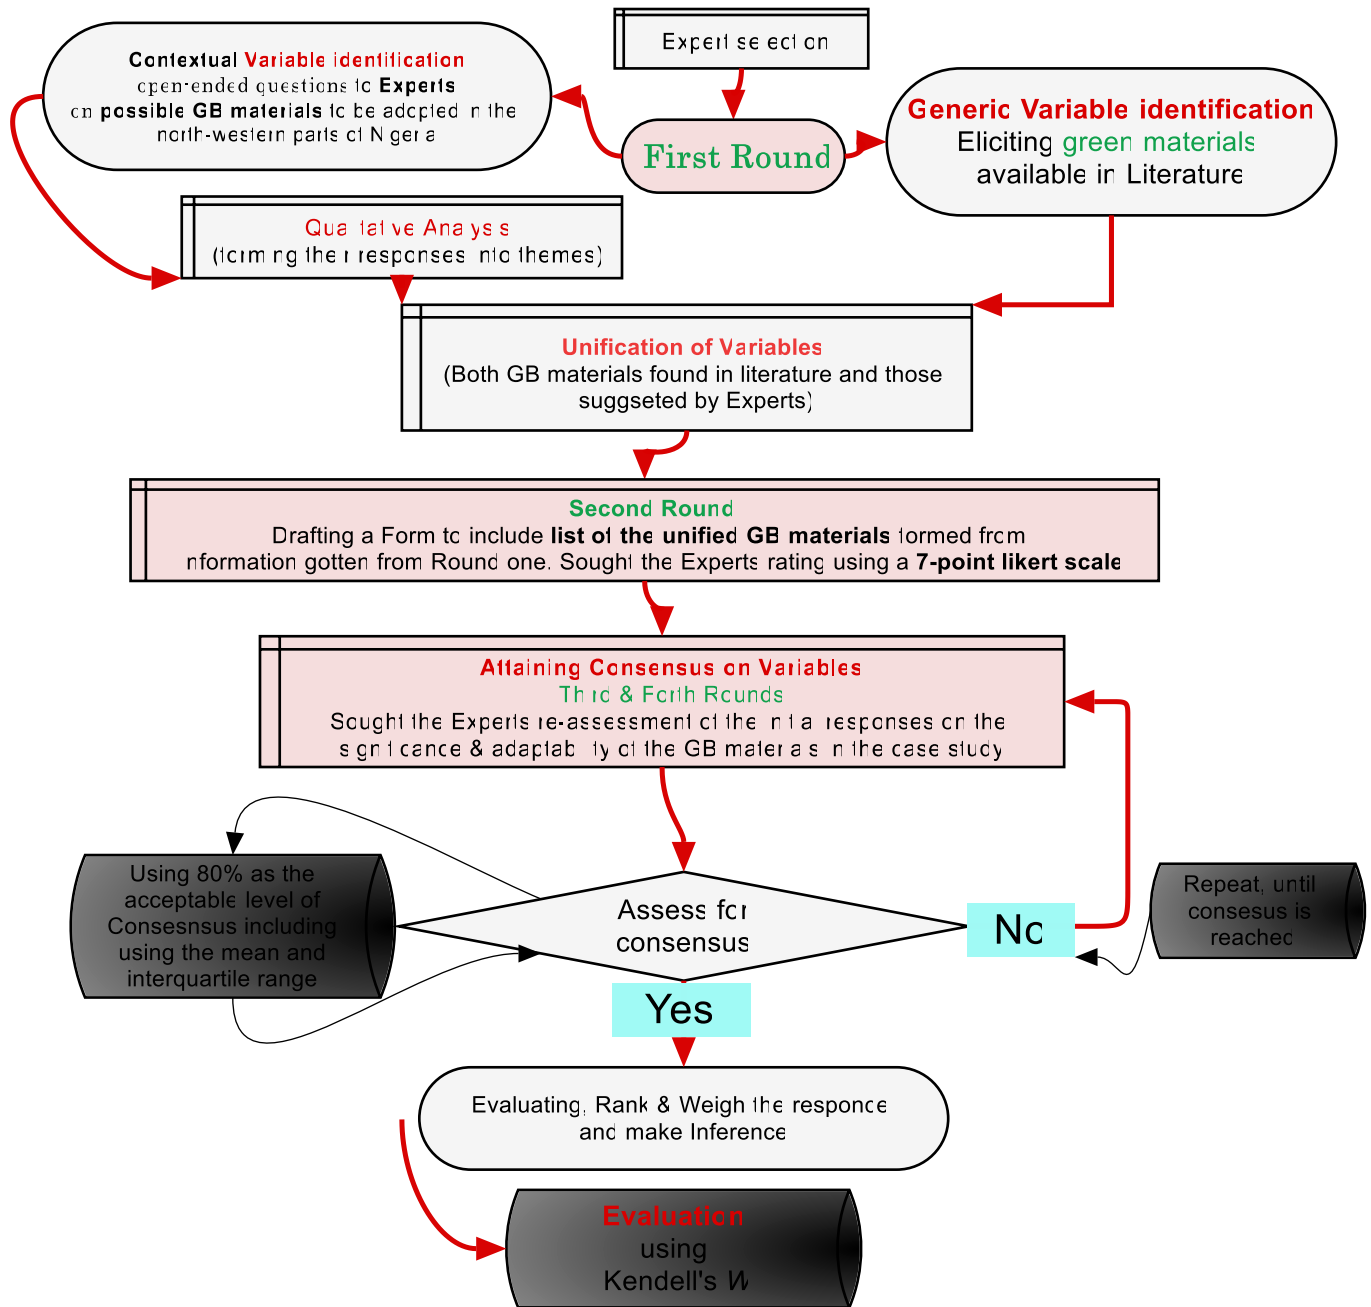 Expert selection
Contextual Variable identification
open-ended questions to Experts
on possible GB materials to be adopted in the
north-western parts of Nigeria
First Round
Generic Variable identification
Eliciting green materials
available in Literature
Qualitative Analysis
(forming their responses into themes)
Unification of Variables
(Both GB materials found in literature and those
suggseted by Experts)
Second Round
Drafting a Form to include list of the unified GB materials formed from
information gotten from Round one. Sought the Experts rating using a 7-point likert scale
Attaining Consensus on Variables
Third & Forth Rounds
Sought the Experts re-assessment of the initial responses on the
significance & adaptability of the GB materials in the case study
Using 80% as the
acceptable level of
Consesnsus including
using the mean and
interquartile range
Assess for
consensus
No
Repeat, until
consesus is
reached
Yes
Evaluating, Rank & Weigh the responce
and make Inference
Evaluation
using
Kendell's W